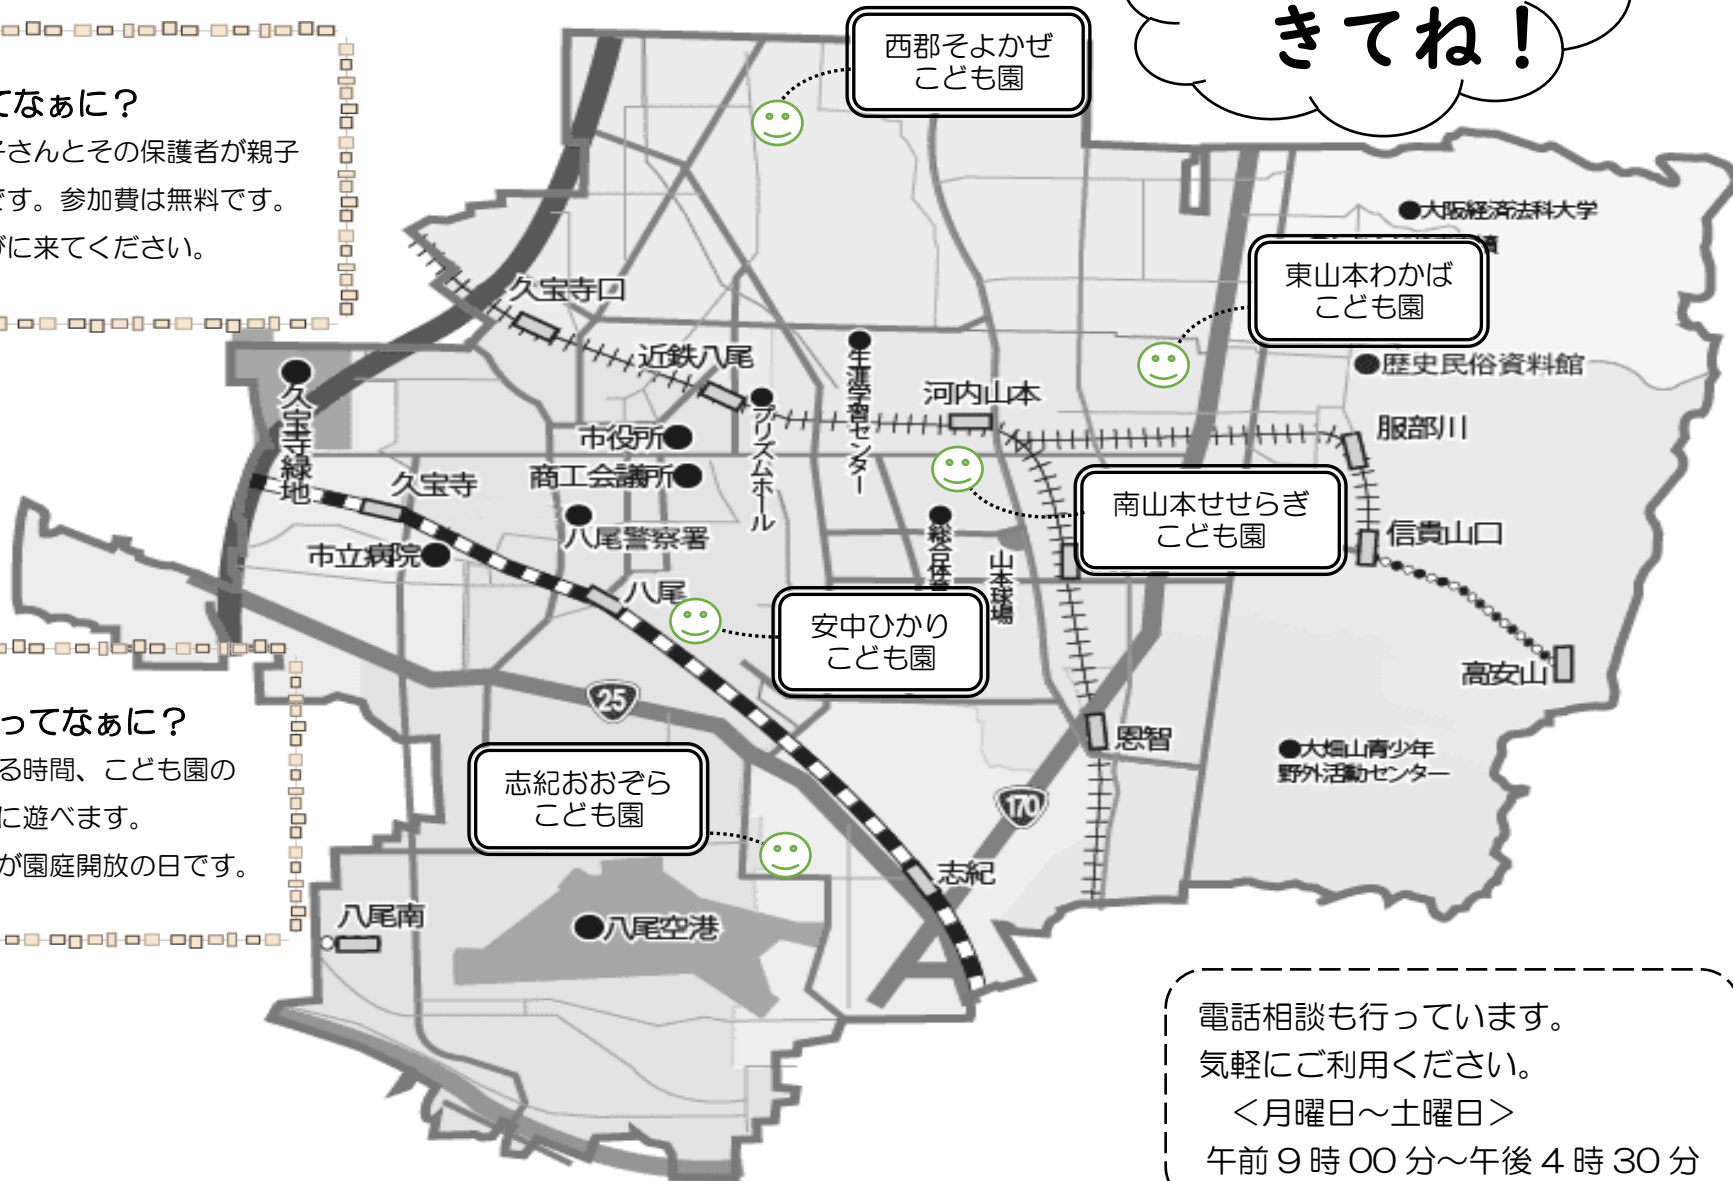 きてね！
西郡そよかぜ
こども園
てなぁに？
子さんとその保護者が親子
です。参加費は無料です。
びに来てください。
大阪経済法科大学
東山本わかば
こども園
久宝寺口
近鉄八尾
生涯学習センター
河内山本
歴史民俗資料館
服部川
久宝寺緑地
プリズムホール
市役所
商工会議所
久宝寺
八尾警察署
市立病院
南山本せせらぎ
こども園
信貴山口
総合体
山本球場
八尾
安中ひかり
こども園
高安山
25
ってなぁに？
る時間、こども園の
に遊べます。
が園庭開放の日です。
恩智
大畑山青少年
野外活動センター
志紀おおぞら
こども園
170
志紀
八尾南
八尾空港
電話相談も行っています。
気軽にご利用ください。
＜月曜日～土曜日＞
午前９時００分～午後４時３０分